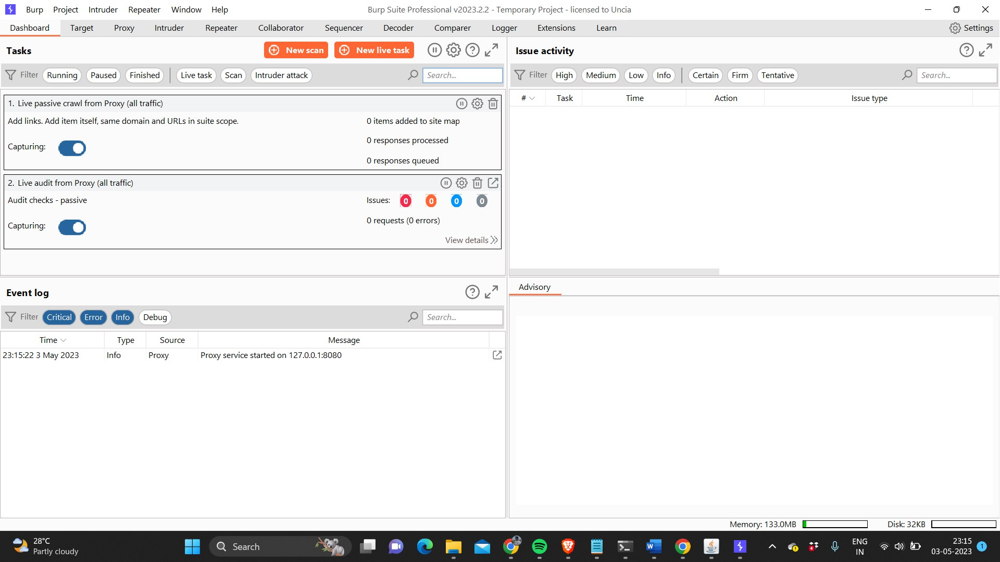 Burp Project Intruder Repeater Window Help
Burp Suite Professional v2023.2.2 - Temporary Project - licensed to Uncia
Dashboard Target Proxy Intruder Repeater Collaborator Sequencer Decoder Comparer Logger Extensions Learn Settings
Tasks
New scan New live task
Filter Running Paused Finished Live task Scan Intruder attack Search...
1. Live passive crawl from Proxy (all traffic)
Add links. Add item itself, same domain and URLs in suite scope.
0 items added to site map
0 responses processed
Capturing:
0 responses queued
2. Live audit from Proxy (all traffic)
Audit checks - passive
Issues: 0 0 0 0
0 requests (0 errors)
Capturing:
View details
Issue activity
Filter High Medium Low Info Certain Firm Tentative Search...
# Task Time Action Issue type
Event log
Filter Critical Error Info Debug Search...
Time Type Source Message
23:15:22 3 May 2023 Info Proxy Proxy service started on 127.0.0.1:8080
Advisory
Memory: 133.0MB Disk: 32KB
28°C
Partly cloudy
Search
ENG
IN
23:15
03-05-2023
1